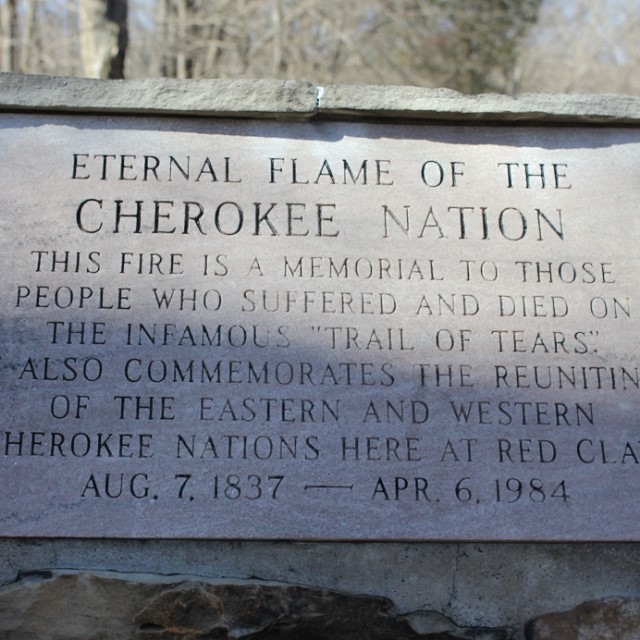 ETERNAL FLAME OF THE
CHEROKEE NATION
THIS FIRE IS A MEMORIAL TO THOSE
PEOPLE WHO SUFFERED AND DIED ON
THE INFAMOUS "TRAIL OF TEARS".
ALSO COMMEMORATES THE REUNITIN
OF THE EASTERN AND WESTERN
HEROKEE NATIONS HERE AT RED CLA
AUG. 7, 1837 — APR. 6, 1984